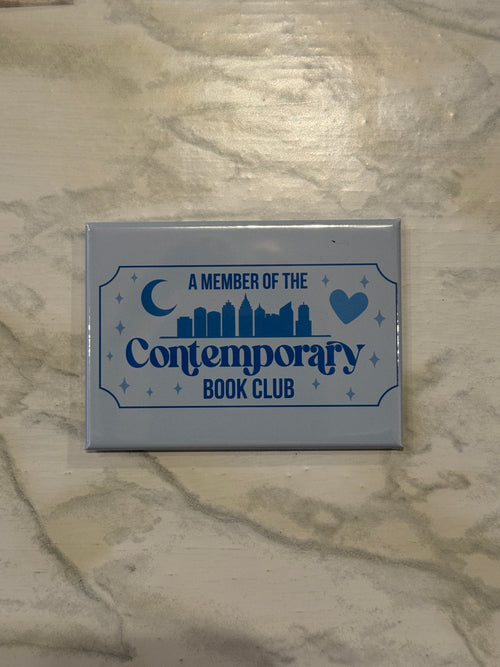 A MEMBER OF THE
Contemporary
BOOK CLUB